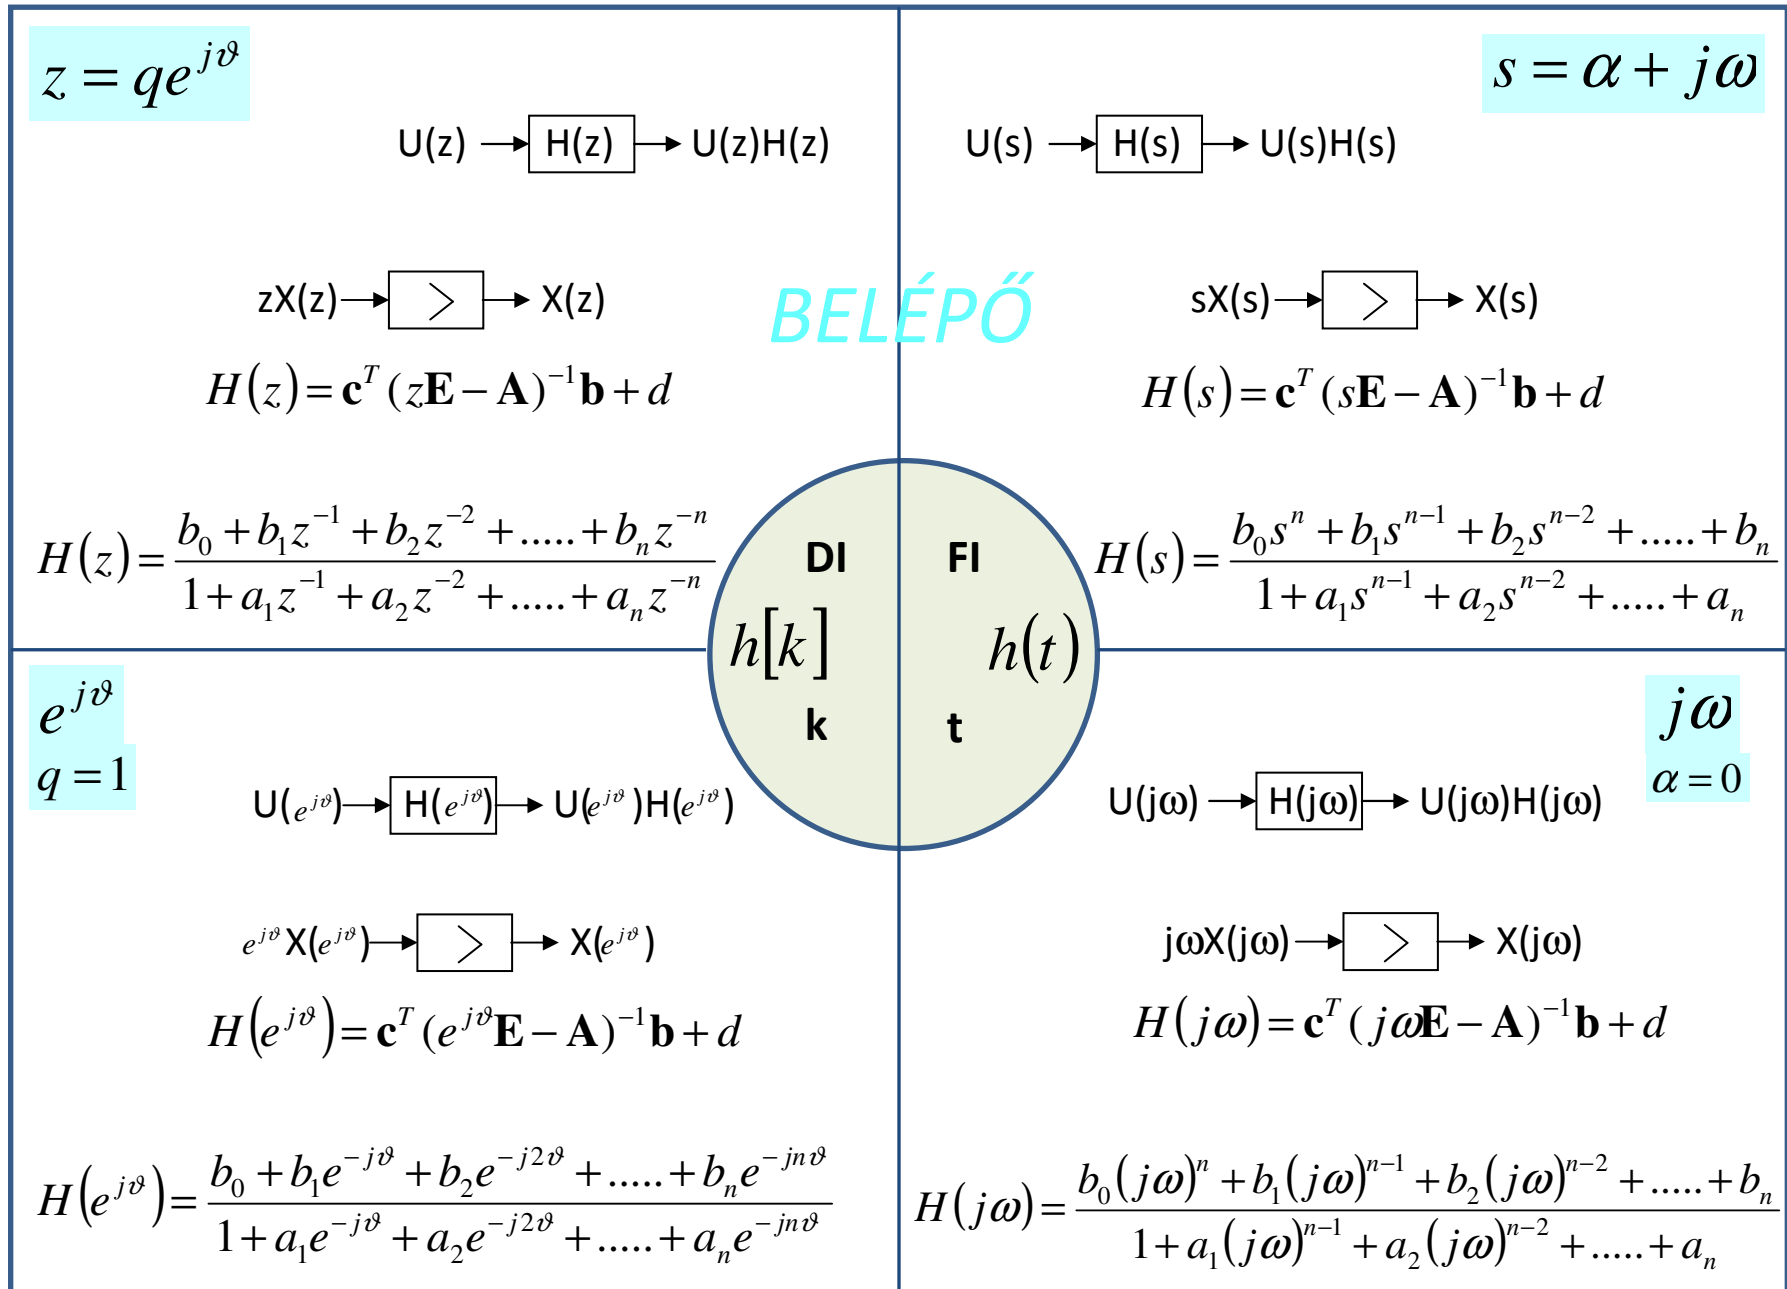 z = qe^{jϑ}
U(z) → H(z) → U(z)H(z)
zX(z) → > → X(z)
H(z) = c^T (zE − A)^{-1} b + d
H(z) = \frac{b_0 + b_1 z^{-1} + b_2 z^{-2} + ..... + b_n z^{-n}}{1 + a_1 z^{-1} + a_2 z^{-2} + ..... + a_n z^{-n}}
s = α + jω
U(s) → H(s) → U(s)H(s)
sX(s) → > → X(s)
H(s) = c^T (sE − A)^{-1} b + d
H(s) = \frac{b_0 s^n + b_1 s^{n-1} + b_2 s^{n-2} + ..... + b_n}{1 + a_1 s^{n-1} + a_2 s^{n-2} + ..... + a_n}
BELÉPŐ
DI FI
h[k] h(t)
k t
e^{jϑ}
q = 1
U(e^{jϑ}) → H(e^{jϑ}) → U(e^{jϑ})H(e^{jϑ})
e^{jϑ}X(e^{jϑ}) → > → X(e^{jϑ})
H(e^{jϑ}) = c^T (e^{jϑ}E − A)^{-1} b + d
H(e^{jϑ}) = \frac{b_0 + b_1 e^{-jϑ} + b_2 e^{-j2ϑ} + ..... + b_n e^{-jnϑ}}{1 + a_1 e^{-jϑ} + a_2 e^{-j2ϑ} + ..... + a_n e^{-jnϑ}}
jω
α = 0
U(jω) → H(jω) → U(jω)H(jω)
jωX(jω) → > → X(jω)
H(jω) = c^T (jωE − A)^{-1} b + d
H(jω) = \frac{b_0 (jω)^n + b_1 (jω)^{n-1} + b_2 (jω)^{n-2} + ..... + b_n}{1 + a_1 (jω)^{n-1} + a_2 (jω)^{n-2} + ..... + a_n}